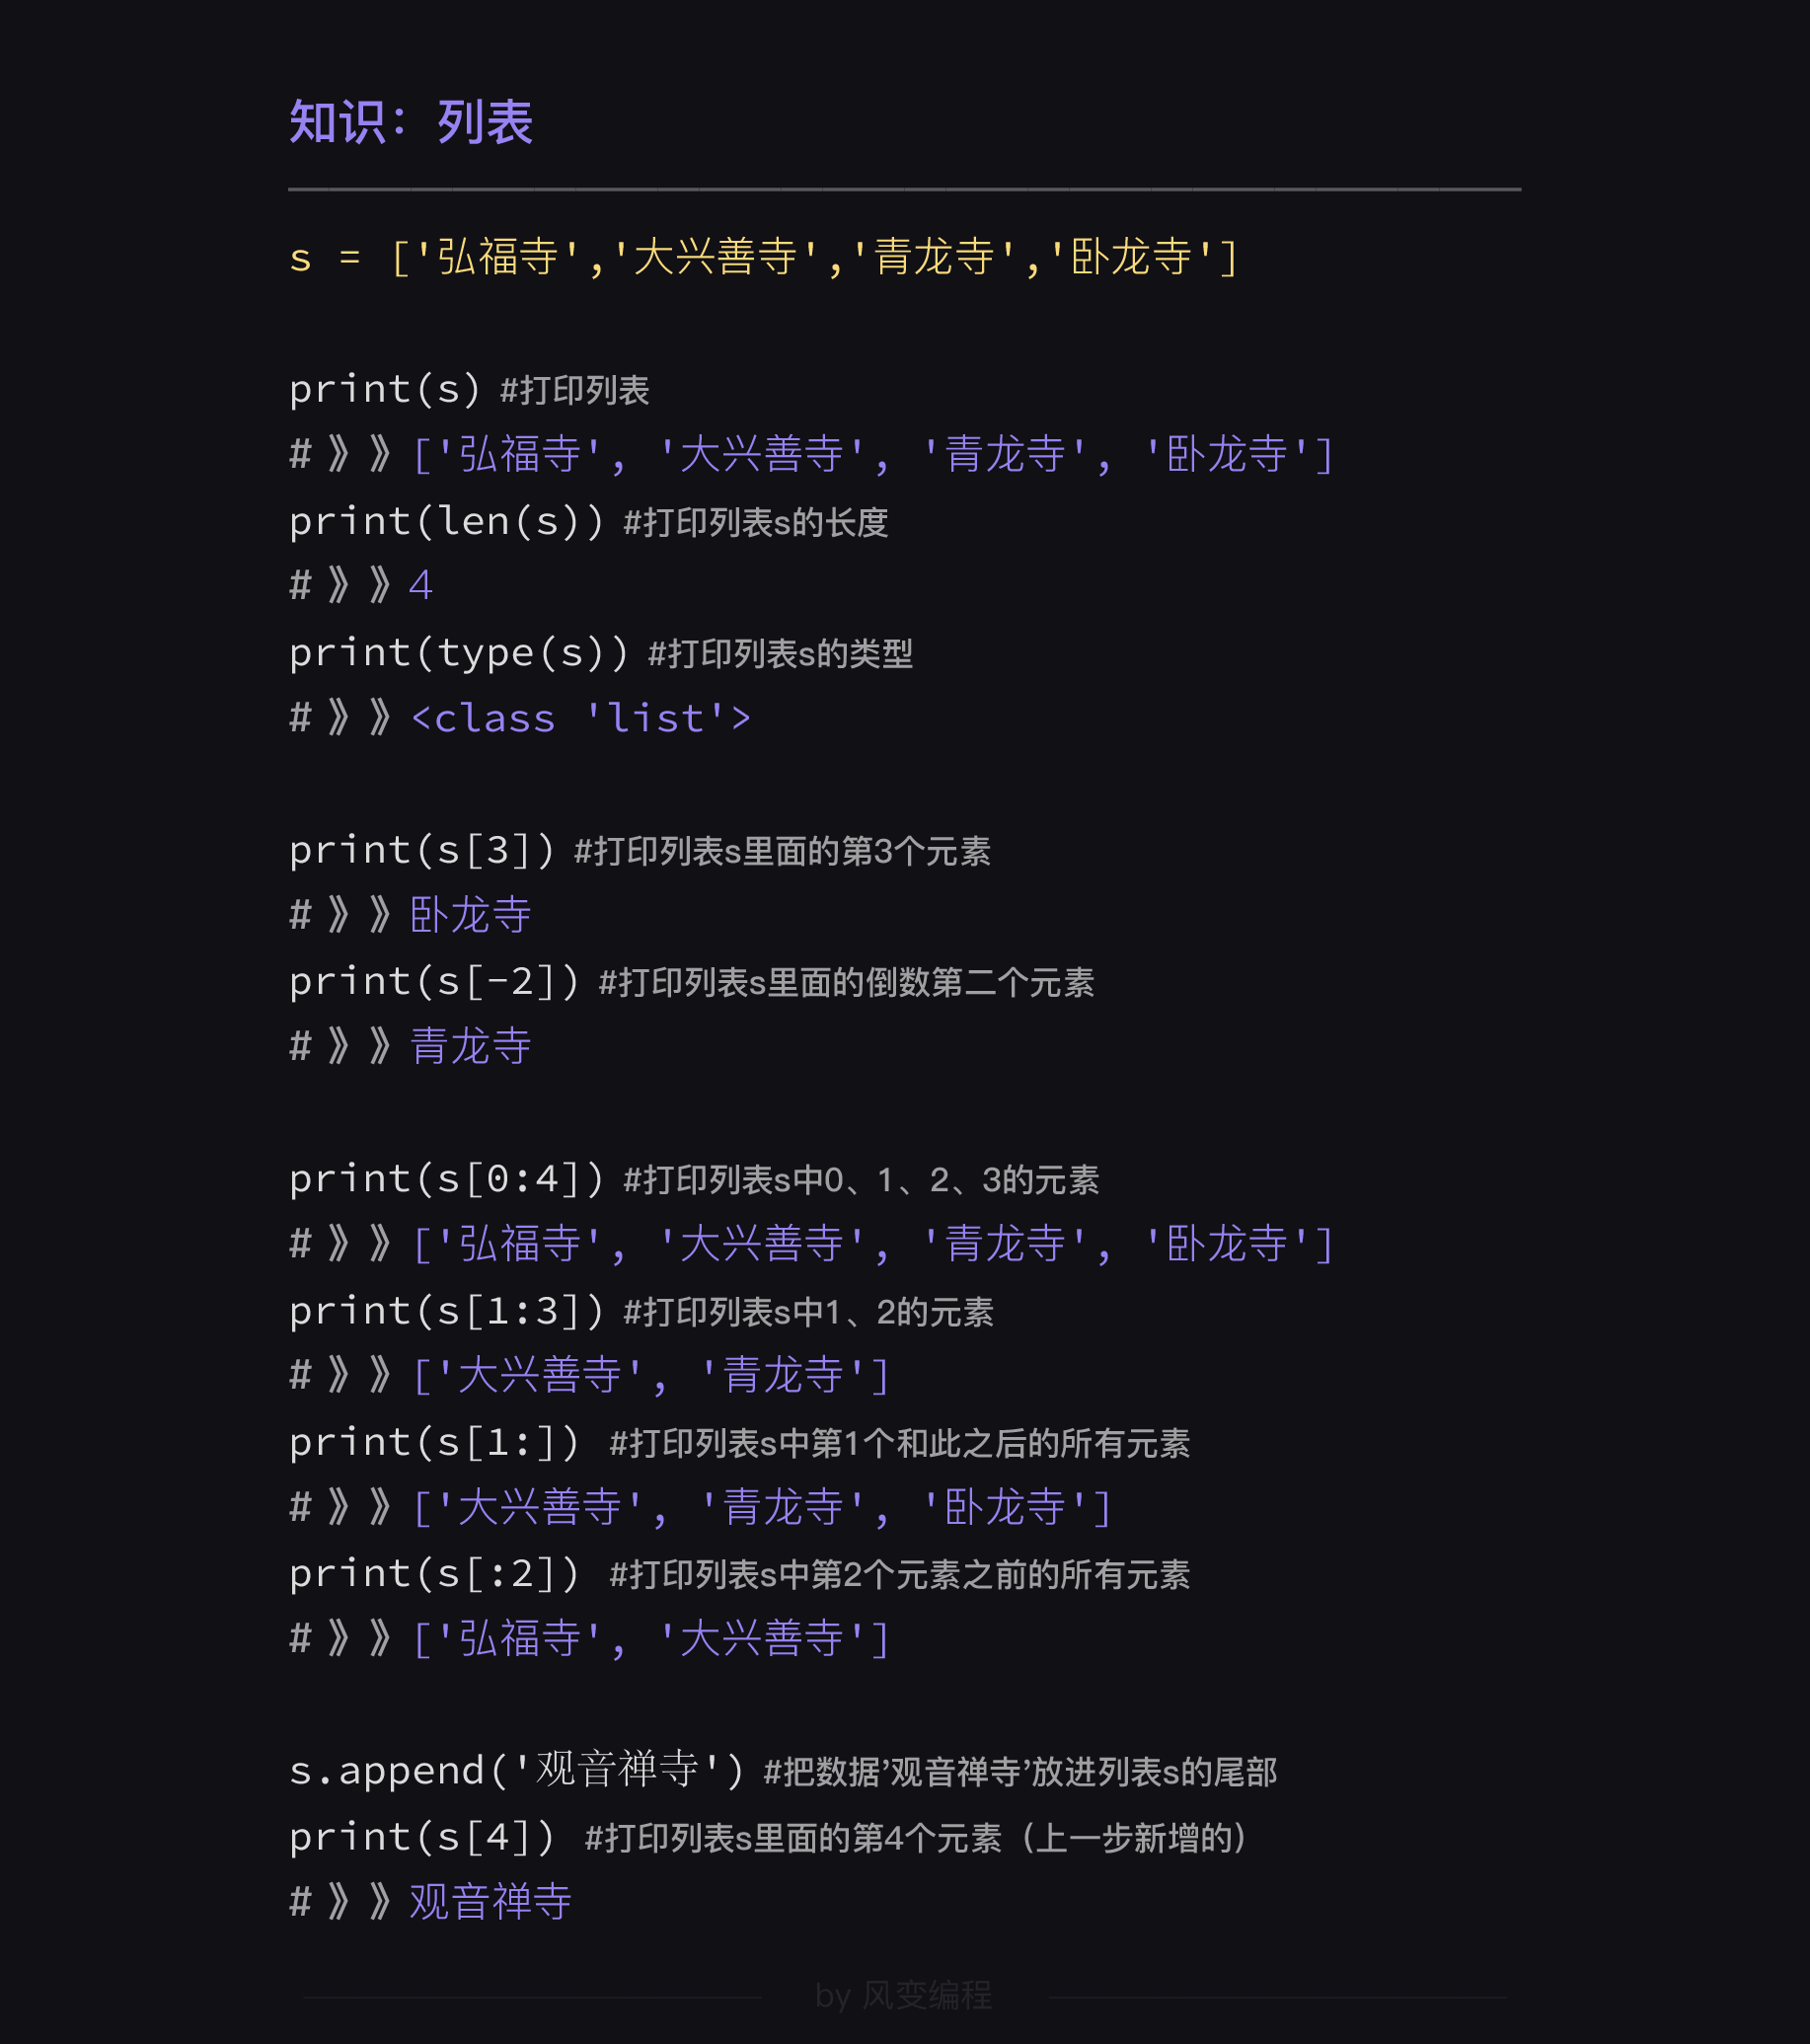 知识：列表
s = ['弘福寺','大兴善寺','青龙寺','卧龙寺']
print(s) #打印列表
# 》》['弘福寺', '大兴善寺', '青龙寺', '卧龙寺']
print(len(s)) #打印列表s的长度
# 》》4
print(type(s)) #打印列表s的类型
# 》》<class 'list'>
print(s[3]) #打印列表s里面的第3个元素
# 》》卧龙寺
print(s[-2]) #打印列表s里面的倒数第二个元素
# 》》青龙寺
print(s[0:4]) #打印列表s中0、1、2、3的元素
# 》》['弘福寺', '大兴善寺', '青龙寺', '卧龙寺']
print(s[1:3]) #打印列表s中1、2的元素
# 》》['大兴善寺', '青龙寺']
print(s[1:]) #打印列表s中第1个和此之后的所有元素
# 》》['大兴善寺', '青龙寺', '卧龙寺']
print(s[:2]) #打印列表s中第2个元素之前的所有元素
# 》》['弘福寺', '大兴善寺']
s.append('观音禅寺') #把数据’观音禅寺’放进列表s的尾部
print(s[4]) #打印列表s里面的第4个元素（上一步新增的）
# 》》观音禅寺
by 风变编程